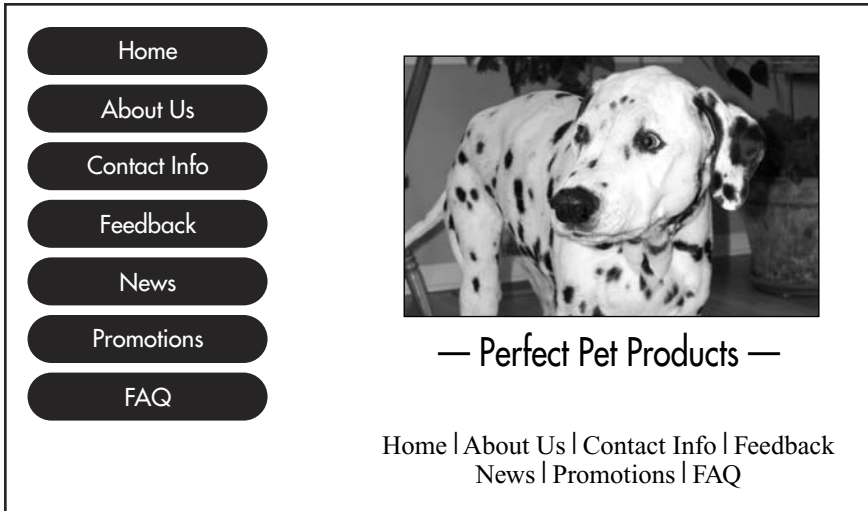 Home
About Us
Contact Info
Feedback
News
Promotions
FAQ
— Perfect Pet Products —
Home | About Us | Contact Info | Feedback
News | Promotions | FAQ